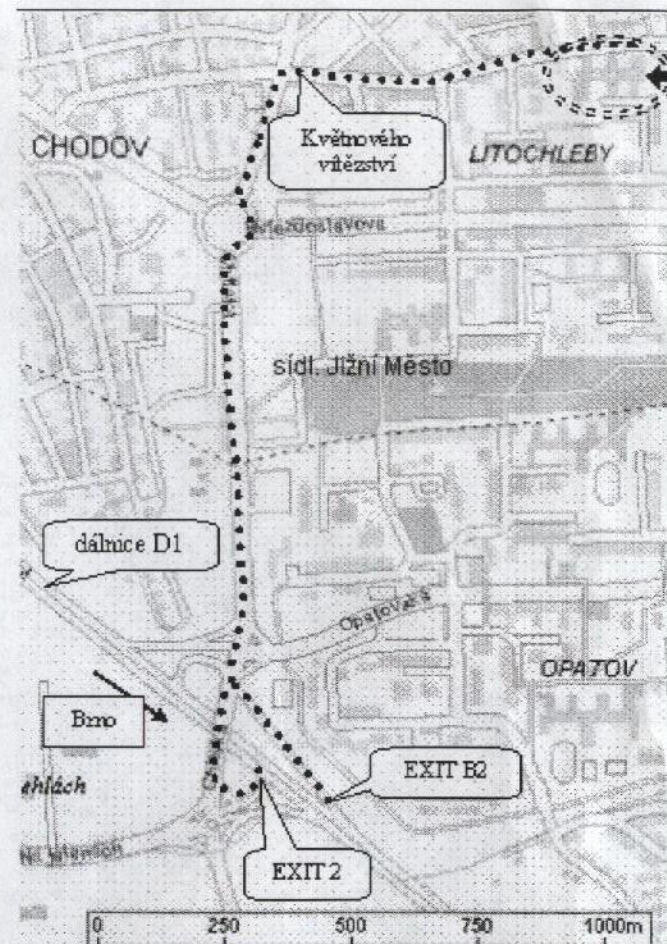 Květnového
vítězství
CHODOV
LITOCHLEBY
sídl. Jižní Město
dálnice D1
Opatovská
OPATOV
Brno
EXIT B2
ehlách
EXIT 2
0 250 500 750 1000m